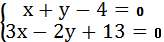 x + y − 4 = 0
3x − 2y + 13 = 0